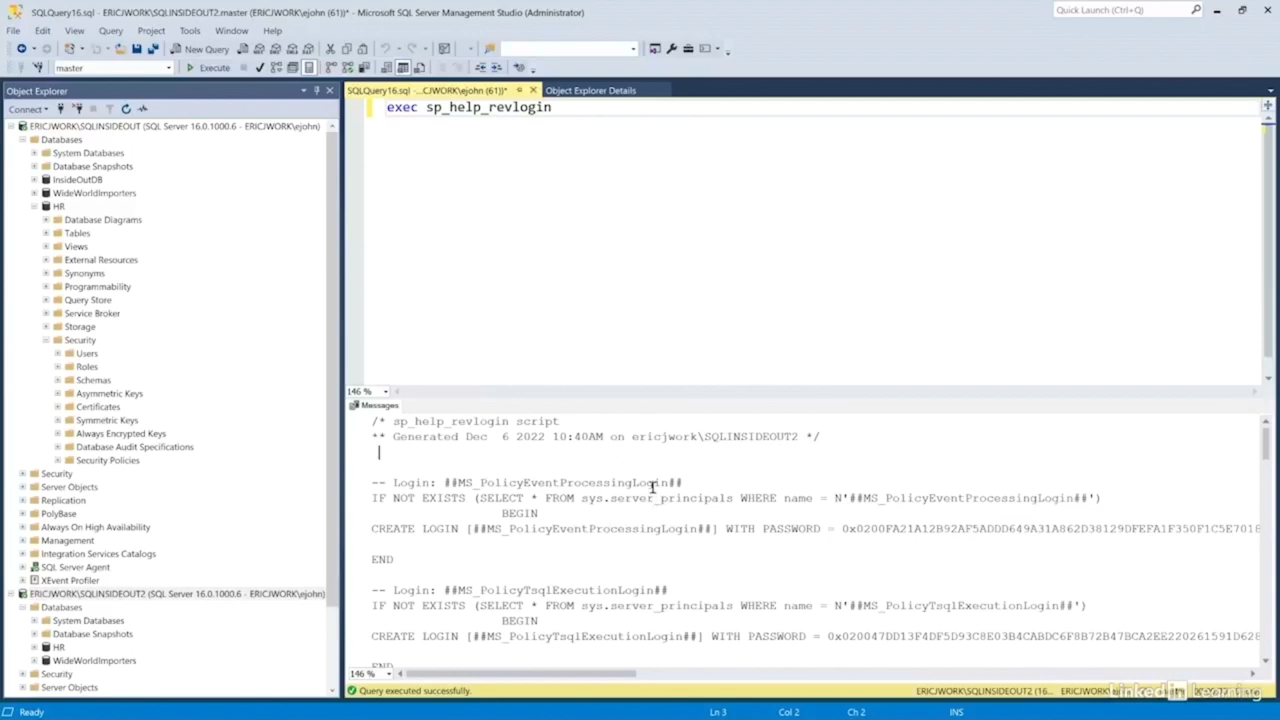 SQLQuery16.sql - ERICJWORK\SQLINSIDEOUT2.master (ERICJWORK\ejohn (61))* - Microsoft SQL Server Management Studio (Administrator)
Quick Launch (Ctrl+Q)
File Edit View Query Project Tools Window Help
New Query
master
Execute
Object Explorer
SQLQuery16.sql -...CJWORK\ejohn (61))*
Object Explorer Details
Connect
ERICJWORK\SQLINSIDEOUT (SQL Server 16.0.1000.6 - ERICJWORK\ejohn)
Databases
System Databases
Database Snapshots
InsideOutDB
WideWorldImporters
HR
Database Diagrams
Tables
Views
External Resources
Synonyms
Programmability
Query Store
Service Broker
Storage
Security
Users
Roles
Schemas
Asymmetric Keys
Certificates
Symmetric Keys
Always Encrypted Keys
Database Audit Specifications
Security Policies
Security
Server Objects
Replication
PolyBase
Always On High Availability
Management
Integration Services Catalogs
SQL Server Agent
XEvent Profiler
ERICJWORK\SQLINSIDEOUT2 (SQL Server 16.0.1000.6 - ERICJWORK\ejohn)
Databases
System Databases
Database Snapshots
HR
WideWorldImporters
Security
Server Objects
exec sp_help_revlogin
146 %
Messages
/* sp_help_revlogin script
** Generated Dec  6 2022 10:40AM on ericjwork\SQLINSIDEOUT2 */
-- Login: ##MS_PolicyEventProcessingLogin##
IF NOT EXISTS (SELECT * FROM sys.server_principals WHERE name = N'##MS_PolicyEventProcessingLogin##')
BEGIN
CREATE LOGIN [##MS_PolicyEventProcessingLogin##] WITH PASSWORD = 0x0200FA21A12B92AF5ADDD649A31A862D38129DFEFA1F350F1C5E7018
END
-- Login: ##MS_PolicyTsqlExecutionLogin##
IF NOT EXISTS (SELECT * FROM sys.server_principals WHERE name = N'##MS_PolicyTsqlExecutionLogin##')
BEGIN
CREATE LOGIN [##MS_PolicyTsqlExecutionLogin##] WITH PASSWORD = 0x020047DD13F4DF5D93C8E03B4CABDC6F8B72B47BCA2EE220261591D628
END
146 %
Query executed successfully.
ERICJWORK\SQLINSIDEOUT2 (16...
LinkedIn Learning
Ready
Ln 3
Col 2
Ch 2
INS